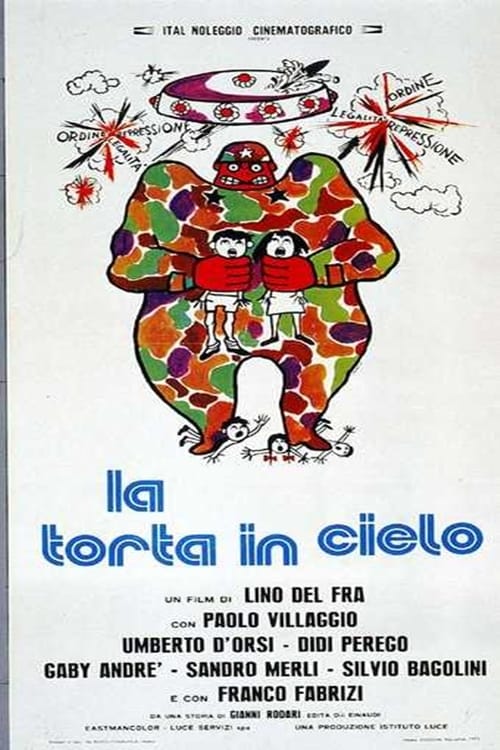 ITAL NOLEGGIO CINEMATOGRAFICO
ORDINE
LEGALITA'
REPRESSIONE
ORDINE
REPRESSIONE
LEGALITA'
la
torta in cielo
UN FILM DI LINO DEL FRA
CON PAOLO VILLAGGIO
UMBERTO D'ORSI - DIDI PEREGO
GABY ANDRE' - SANDRO MERLI - SILVIO BAGOLINI
E CON FRANCO FABRIZI
DA UNA STORIA DI GIANNI RODARI EDITA DA EINAUDI
EASTMANCOLOR - LUCE SERVIZI spa UNA PRODUZIONE ISTITUTO LUCE